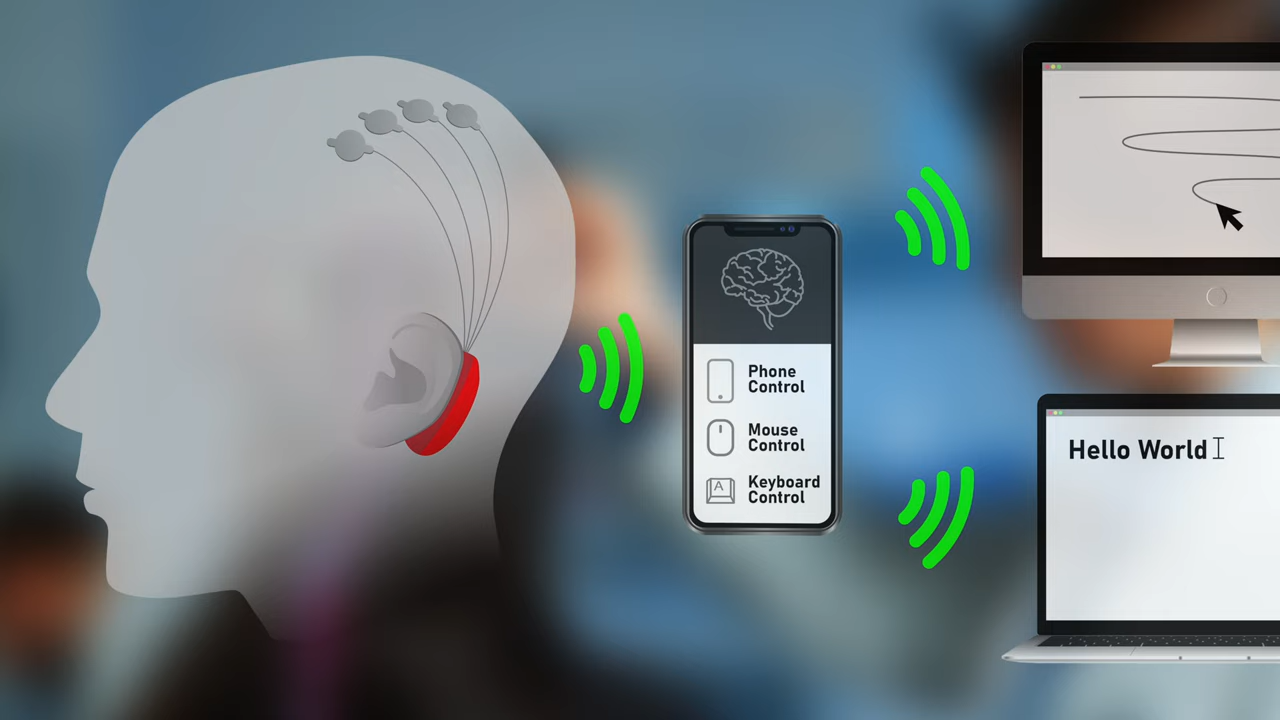 Phone
Control
Mouse
Control
A
Keyboard
Control
Hello World